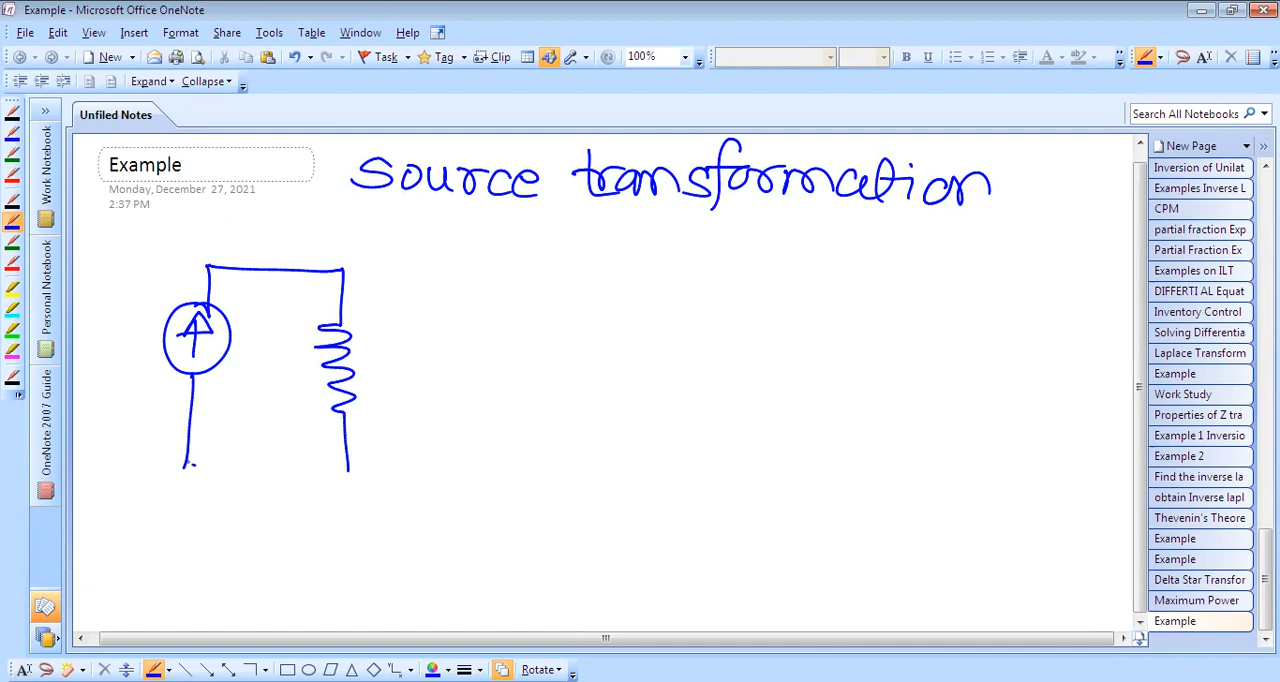 Example - Microsoft Office OneNote
File Edit View Insert Format Share Tools Table Window Help
New Task Tag Clip 100% B U A ab A
Expand Collapse
Unfiled Notes
Search All Notebooks
Example
Monday, December 27, 2021
2:37 PM
Source transformation
Work Notebook
Personal Notebook
OneNote 2007 Guide
New Page
Inversion of Unilat
Examples Inverse L
CPM
partial fraction Exp
Partial Fraction Ex
Examples on ILT
DIFFERTI AL Equat
Inventory Control
Solving Differentia
Laplace Transform
Example
Work Study
Properties of Z tra
Example 1 Inversio
Example 2
Find the inverse la
obtain Inverse lapl
Thevenin's Theore
Example
Example
Delta Star Transfor
Maximum Power
Example
A Rotate